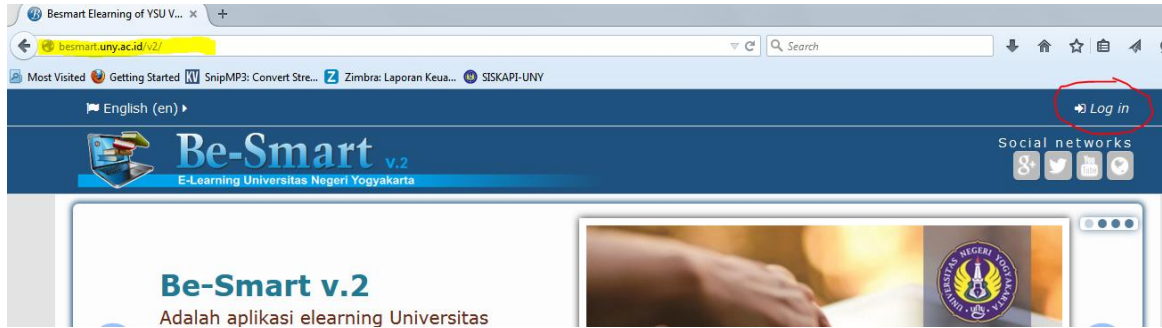 Besmart Elearning of YSU V...
besmart.uny.ac.id/v2/
Search
Most Visited Getting Started KV SnipMP3: Convert Stre... Z Zimbra: Laporan Keua... SISKAPI-UNY
English (en)
Log in
Be-Smart v.2
E-Learning Universitas Negeri Yogyakarta
Social networks
Be-Smart v.2
Adalah aplikasi elearning Universitas
UNIVERSITAS NEGERI YOGYAKARTA
UNY